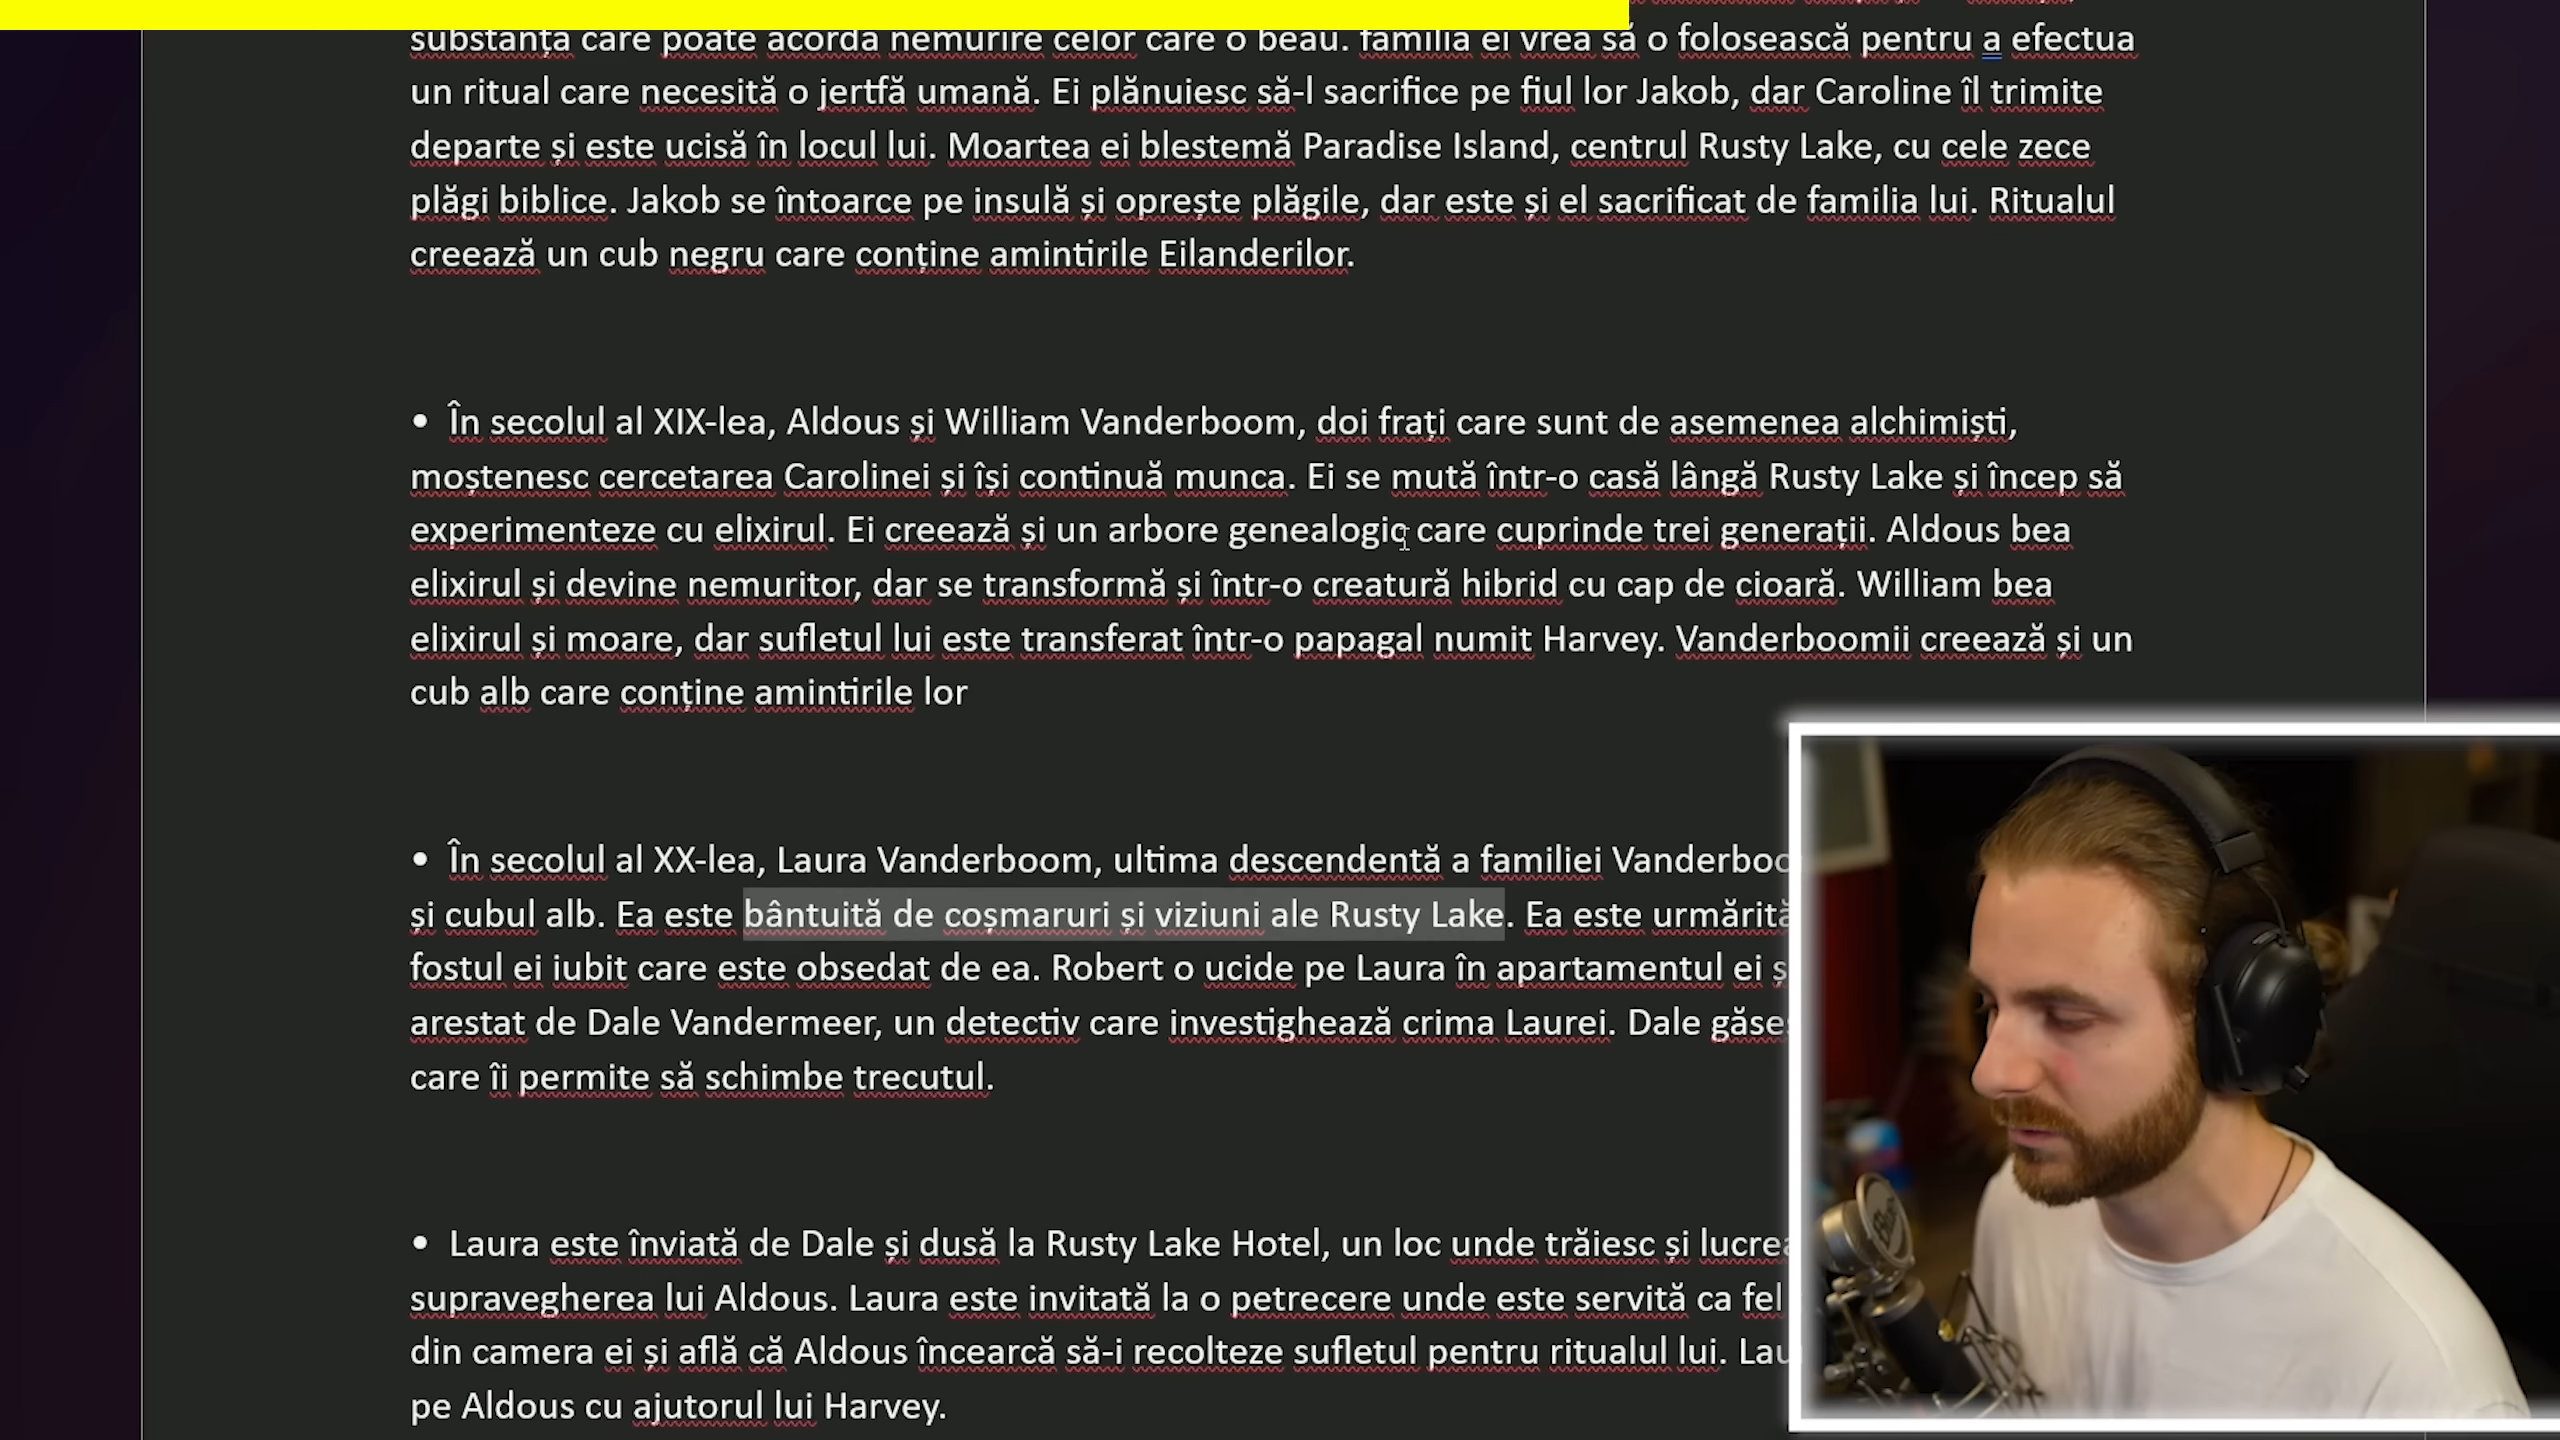 substanța care poate acorda nemurire celor care o beau. familia ei vrea să o folosească pentru a efectua
un ritual care necesită o jertfă umană. Ei plănuiesc să-l sacrifice pe fiul lor Jakob, dar Caroline îl trimite
departe și este ucisă în locul lui. Moartea ei blestemă Paradise Island, centrul Rusty Lake, cu cele zece
plăgi biblice. Jakob se întoarce pe insulă și oprește plăgile, dar este și el sacrificat de familia lui. Ritualul
creează un cub negru care conține amintirile Eilanderilor.
• În secolul al XIX-lea, Aldous și William Vanderboom, doi frați care sunt de asemenea alchimiști,
moștenesc cercetarea Carolinei și își continuă munca. Ei se mută într-o casă lângă Rusty Lake și încep să
experimenteze cu elixirul. Ei creează și un arbore genealogic care cuprinde trei generații. Aldous bea
elixirul și devine nemuritor, dar se transformă și într-o creatură hibrid cu cap de cioară. William bea
elixirul și moare, dar sufletul lui este transferat într-o papagal numit Harvey. Vanderboomii creează și un
cub alb care conține amintirile lor
• În secolul al XX-lea, Laura Vanderboom, ultima descendentă a familiei Vanderboo
și cubul alb. Ea este bântuită de coșmaruri și viziuni ale Rusty Lake. Ea este urmărită
fostul ei iubit care este obsedat de ea. Robert o ucide pe Laura în apartamentul ei ș
arestat de Dale Vandermeer, un detectiv care investighează crima Laurei. Dale găse
care îi permite să schimbe trecutul.
• Laura este înviată de Dale și dusă la Rusty Lake Hotel, un loc unde trăiesc și lucrea
supravegherea lui Aldous. Laura este invitată la o petrecere unde este servită ca fel
din camera ei și află că Aldous încearcă să-i recolteze sufletul pentru ritualul lui. Lau
pe Aldous cu ajutorul lui Harvey.